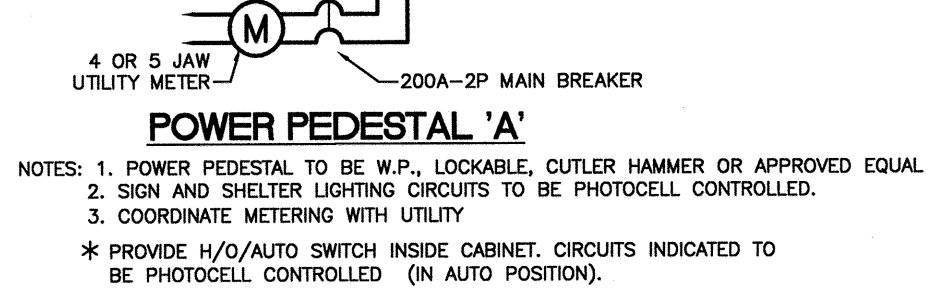 M
4 OR 5 JAW
UTILITY METER
200A-2P MAIN BREAKER
POWER PEDESTAL 'A'
NOTES: 1. POWER PEDESTAL TO BE W.P., LOCKABLE, CUTLER HAMMER OR APPROVED EQUAL
2. SIGN AND SHELTER LIGHTING CIRCUITS TO BE PHOTOCELL CONTROLLED.
3. COORDINATE METERING WITH UTILITY
* PROVIDE H/O/AUTO SWITCH INSIDE CABINET. CIRCUITS INDICATED TO
BE PHOTOCELL CONTROLLED (IN AUTO POSITION).